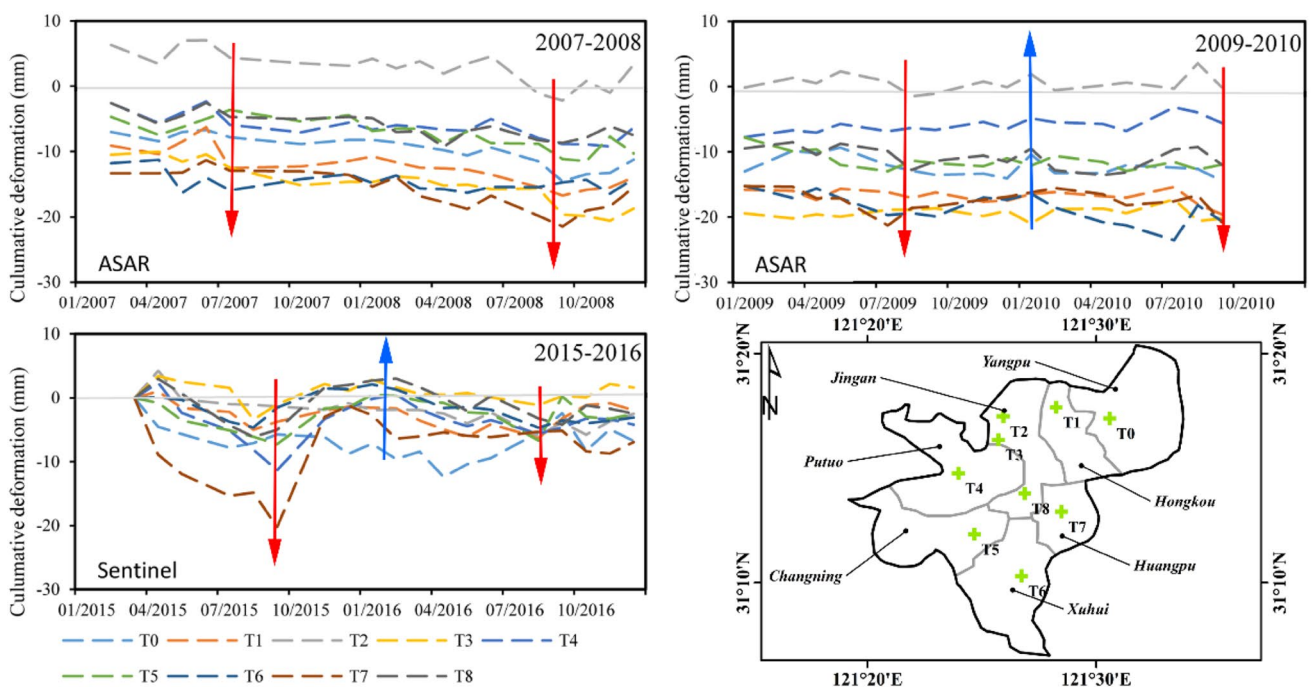 Culumative deformation (mm)
10
0
-10
-20
-30
2007-2008
ASAR
01/2007 04/2007 07/2007 10/2007 01/2008 04/2008 07/2008 10/2008
Culumative deformation (mm)
10
0
-10
-20
-30
2009-2010
ASAR
01/2009 04/2009 07/2009 10/2009 01/2010 04/2010 07/2010 10/2010
Cumulative deformation (mm)
10
0
-10
-20
-30
2015-2016
Sentinel
01/2015 04/2015 07/2015 10/2015 01/2016 04/2016 07/2016 10/2016
T0 T1 T2 T3 T4
T5 T6 T7 T8
121°20'E 121°30'E
31°20'N
31°10'N
31°20'N
31°10'N
121°20'E 121°30'E
N
Yangpu
Jingan
T2
T1
T0
T3
Putuo
T4
Hongkou
T8
T7
T5
Changning
Huangpu
T6
Xuhui